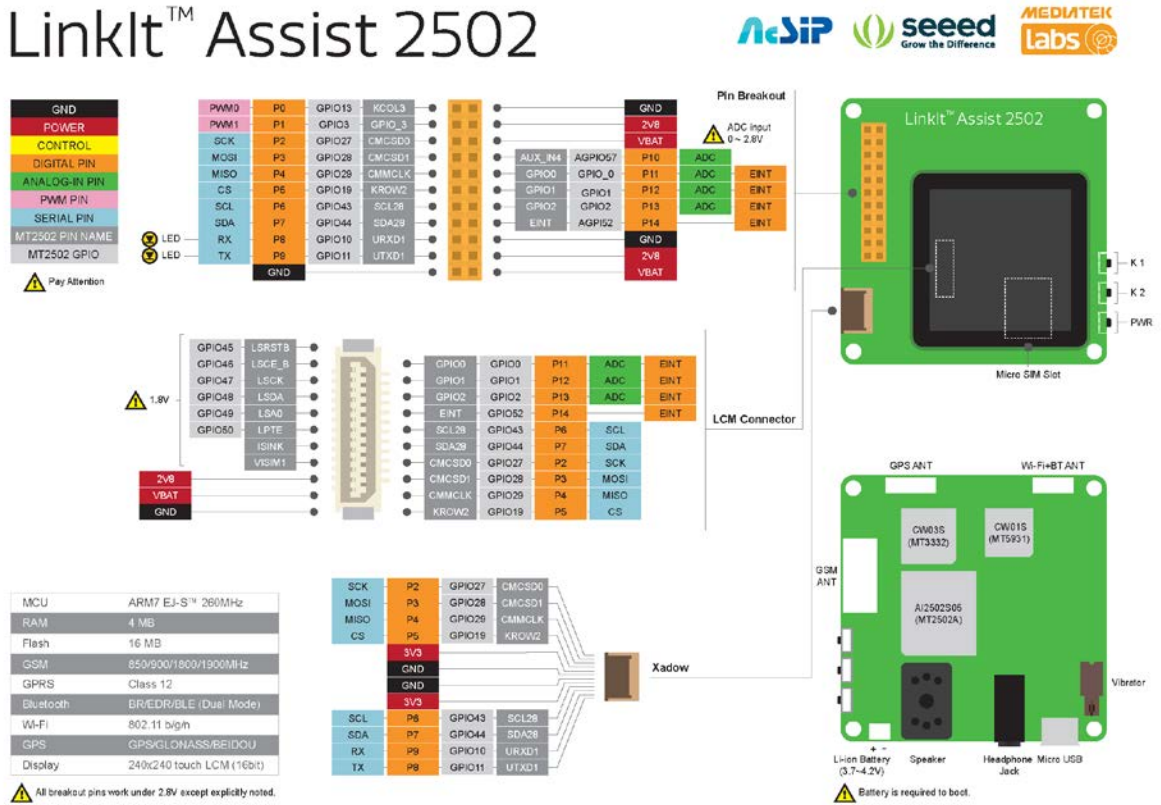 LinkIt™ Assist 2502
AcSiP
seeed
Grow the Difference
MEDIATEK
labs
GND
POWER
CONTROL
DIGITAL PIN
ANALOG-IN PIN
PWM PIN
SERIAL PIN
MT2502 PIN NAME
MT2502 GPIO
Pay Attention
PWM0 P0 GPIO13 KCOL3
PWM1 P1 GPIO3 GPIO_3
SCK P2 GPIO27 CMCSD0
MOSI P3 GPIO28 CMCSD1
MISO P4 GPIO29 CMMCLK
CS P5 GPIO19 KROW2
SCL P6 GPIO43 SCL28
SDA P7 GPIO44 SDA28
LED RX P8 GPIO10 URXD1
LED TX P9 GPIO11 UTXD1
GND
GND
2V8
VBAT
AUX_IN4 AGPIO57 P10 ADC
GPIO0 GPIO_0 P11 ADC EINT
GPIO1 GPIO1 P12 ADC EINT
GPIO2 GPIO2 P13 ADC EINT
EINT AGPI52 P14 EINT
GND
2V8
VBAT
Pin Breakout
ADC input
0 ~ 2.8V
LinkIt™ Assist 2502
K 1
K 2
PWR
Micro SIM Slot
1.8V
GPIO45 LSRSTB
GPIO46 LSCE_B
GPIO47 LSCK
GPIO48 LSDA
GPIO49 LSA0
GPIO50 LPTE
ISINK
VISIM1
2V8
VBAT
GND
GPIO0 GPIO0 P11 ADC EINT
GPIO1 GPIO1 P12 ADC EINT
GPIO2 GPIO2 P13 ADC EINT
EINT GPIO52 P14 EINT
SCL28 GPIO43 P6 SCL
SDA28 GPIO44 P7 SDA
CMCSD0 GPIO27 P2 SCK
CMCSD1 GPIO28 P3 MOSI
CMMCLK GPIO29 P4 MISO
KROW2 GPIO19 P5 CS
LCM Connector
GPS ANT
Wi-Fi+BT ANT
CW03S
(MT3332)
CW01S
(MT5931)
GSM
ANT
AI2502S05
(MT2502A)
Vibrator
+ -
Li-ion Battery
(3.7~4.2V)
Speaker
Headphone
Jack
Micro USB
Battery is required to boot.
MCU ARM7 EJ-S™ 260MHz
RAM 4 MB
Flash 16 MB
GSM 850/900/1800/1900MHz
GPRS Class 12
Bluetooth BR/EDR/BLE (Dual Mode)
Wi-Fi 802.11 b/g/n
GPS GPS/GLONASS/BEIDOU
Display 240x240 touch LCM (16bit)
All breakout pins work under 2.8V except explicitly noted.
SCK P2 GPIO27 CMCSD0
MOSI P3 GPIO28 CMCSD1
MISO P4 GPIO29 CMMCLK
CS P5 GPIO19 KROW2
3V3
GND
GND
3V3
SCL P6 GPIO43 SCL28
SDA P7 GPIO44 SDA28
RX P9 GPIO10 URXD1
TX P8 GPIO11 UTXD1
Xadow